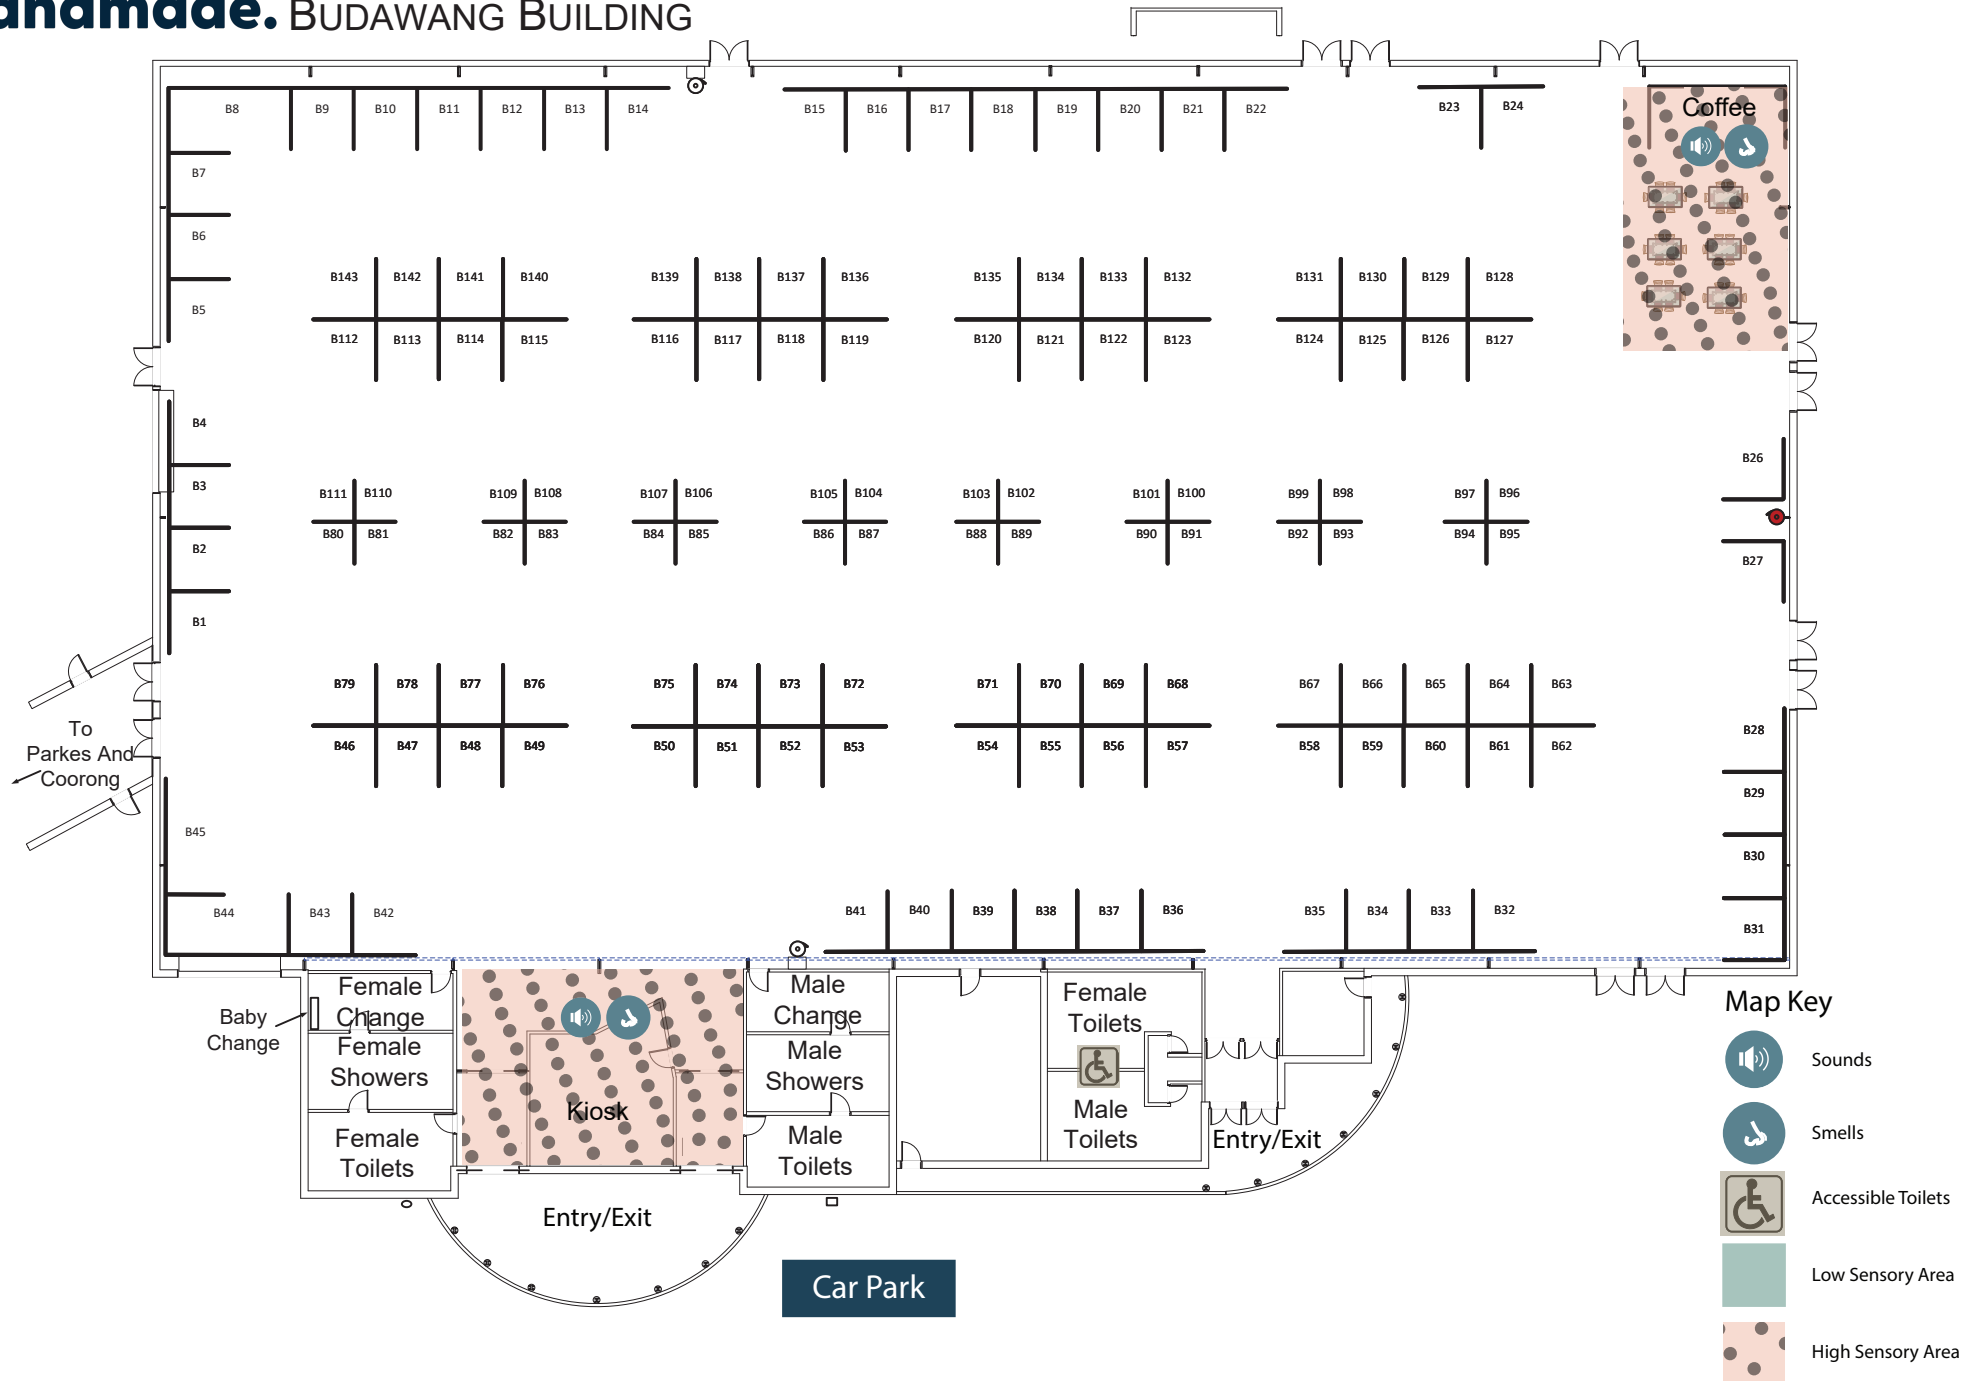 andmade. BUDAWANG BUILDING
B8 B9 B10 B11 B12 B13 B14 B15 B16 B17 B18 B19 B20 B21 B22 B23 B24
Coffee
B7
B6
B5
B143 B142 B141 B140 B139 B138 B137 B136 B135 B134 B133 B132 B131 B130 B129 B128
B112 B113 B114 B115 B116 B117 B118 B119 B120 B121 B122 B123 B124 B125 B126 B127
B4
B3
B2
B1
B26
B27
B111 B110 B109 B108 B107 B106 B105 B104 B103 B102 B101 B100 B99 B98 B97 B96
B80 B81 B82 B83 B84 B85 B86 B87 B88 B89 B90 B91 B92 B93 B94 B95
B79 B78 B77 B76 B75 B74 B73 B72 B71 B70 B69 B68 B67 B66 B65 B64 B63
B46 B47 B48 B49 B50 B51 B52 B53 B54 B55 B56 B57 B58 B59 B60 B61 B62
To
Parkes And
Coorong
B28
B29
B30
B31
B45
B44 B43 B42 B41 B40 B39 B38 B37 B36 B35 B34 B33 B32
Baby
Change
Female
Change
Female
Showers
Female
Toilets
Kiosk
Male
Change
Male
Showers
Male
Toilets
Female
Toilets
Male
Toilets
Entry/Exit
Entry/Exit
Car Park
Map Key
Sounds
Smells
Accessible Toilets
Low Sensory Area
High Sensory Area